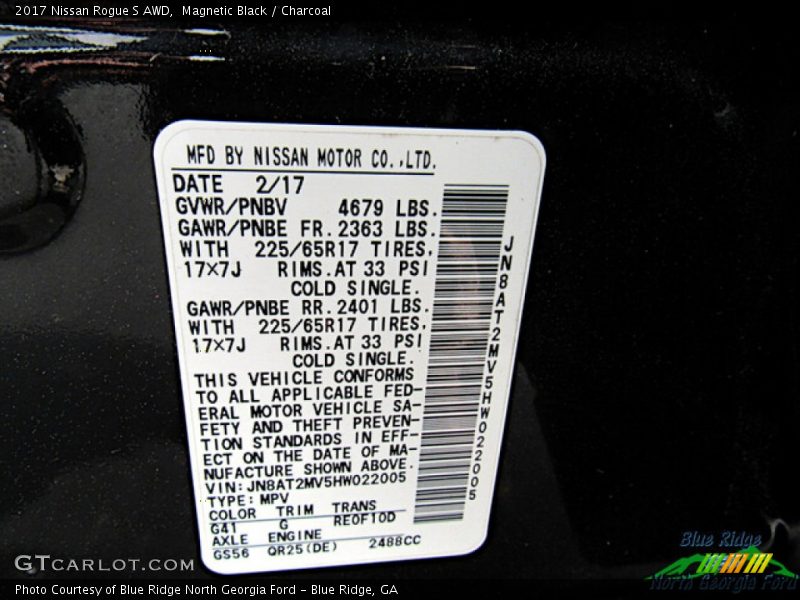 2017 Nissan Rogue S AWD,  Magnetic Black / Charcoal
MFD BY NISSAN MOTOR CO.,LTD.
DATE 2/17
GVWR/PNBV 4679 LBS.
GAWR/PNBE FR. 2363 LBS.
WITH 225/65R17 TIRES,
17×7J RIMS.AT 33 PSI
COLD SINGLE.
GAWR/PNBE RR. 2401 LBS.
WITH 225/65R17 TIRES,
17×7J RIMS.AT 33 PSI
COLD SINGLE.
THIS VEHICLE CONFORMS
TO ALL APPLICABLE FED-
ERAL MOTOR VEHICLE SA-
FETY AND THEFT PREVEN-
TION STANDARDS IN EFF-
ECT ON THE DATE OF MA-
NUFACTURE SHOWN ABOVE.
VIN:JN8AT2MV5HW022005
TYPE:MPV
COLOR TRIM TRANS
G41 G RE0F10D
AXLE ENGINE
GS56 QR25(DE) 2488CC
JN8AT2MV5HW022005
GTCARLOT.COM
Blue Ridge
North Georgia
Photo Courtesy of Blue Ridge North Georgia Ford – Blue Ridge, GA